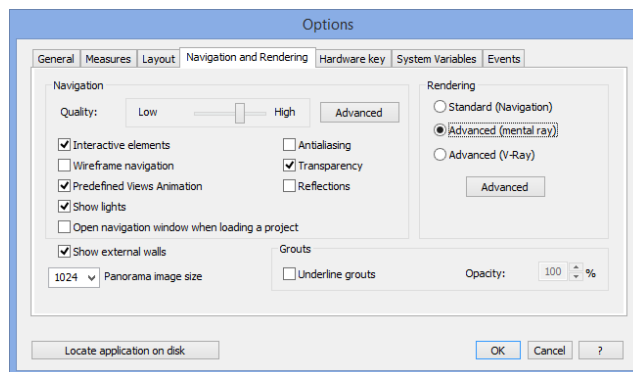 Options
General Measures Layout Navigation and Rendering Hardware key System Variables Events
Navigation
Quality: Low High Advanced
Interactive elements
Antialiasing
Wireframe navigation
Transparency
Predefined Views Animation
Reflections
Show lights
Open navigation window when loading a project
Rendering
Standard (Navigation)
Advanced (mental ray)
Advanced (V-Ray)
Advanced
Show external walls
1024 Panorama image size
Grouts
Underline grouts Opacity: 100 %
Locate application on disk OK Cancel ?